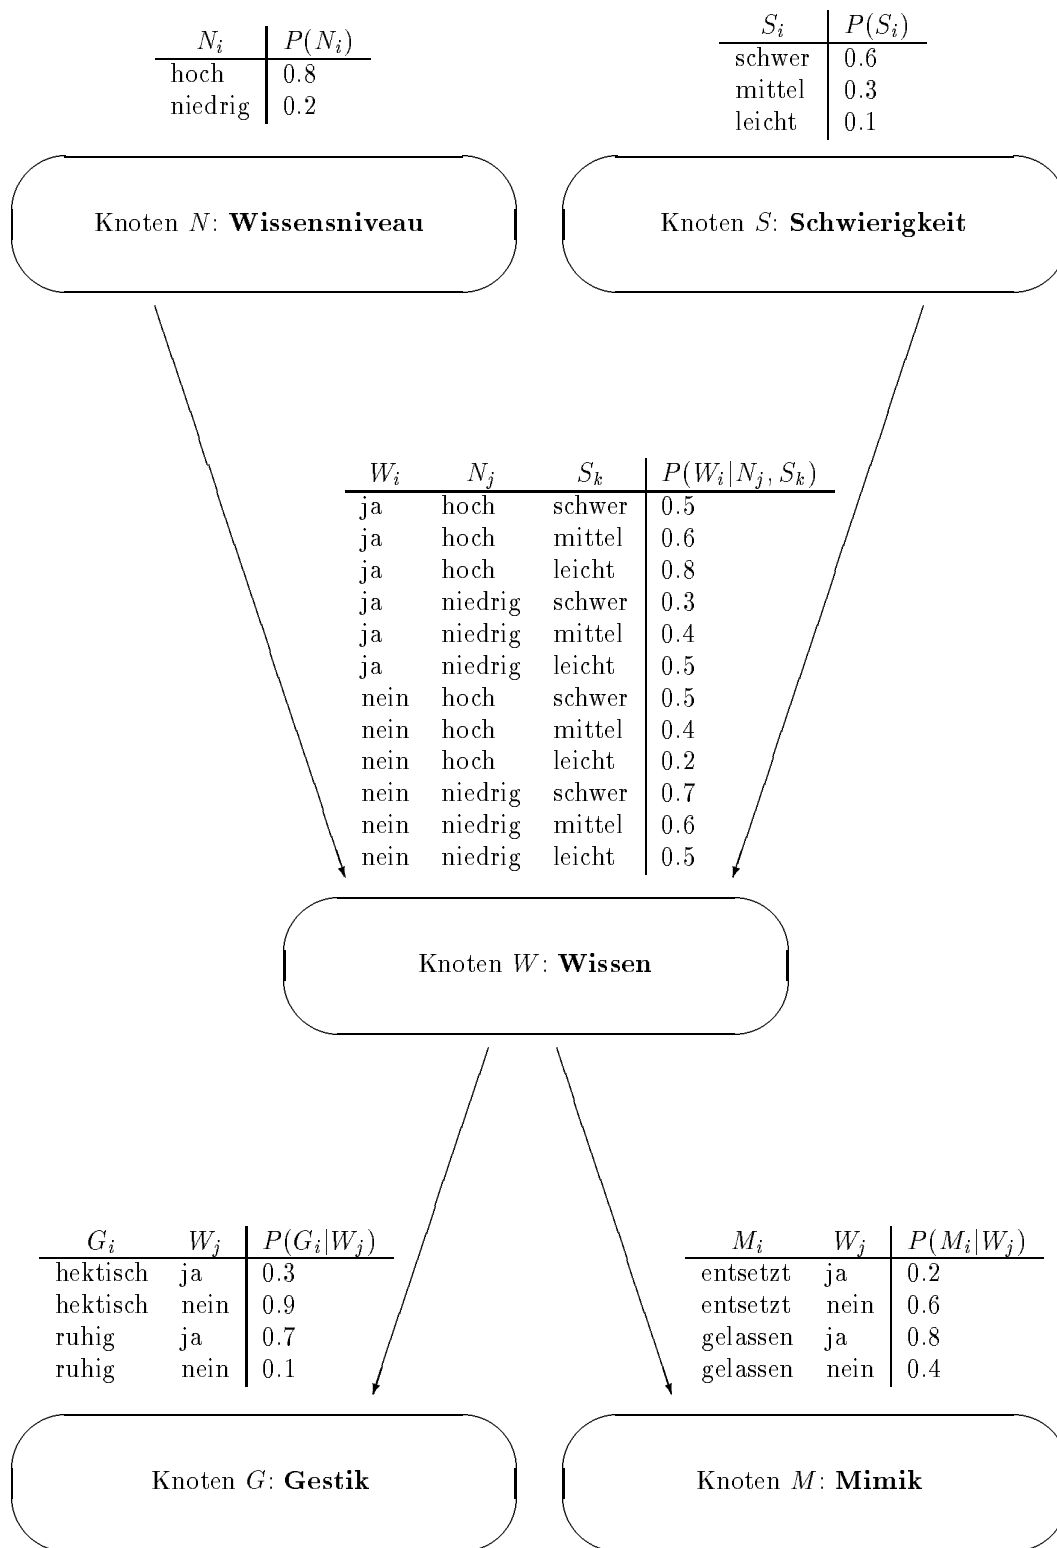 N_i P(N_i)
hoch 0.8
niedrig 0.2
S_i P(S_i)
schwer 0.6
mittel 0.3
leicht 0.1
Knoten N: Wissensniveau
Knoten S: Schwierigkeit
W_i N_j S_k P(W_i|N_j, S_k)
ja hoch schwer 0.5
ja hoch mittel 0.6
ja hoch leicht 0.8
ja niedrig schwer 0.3
ja niedrig mittel 0.4
ja niedrig leicht 0.5
nein hoch schwer 0.5
nein hoch mittel 0.4
nein hoch leicht 0.2
nein niedrig schwer 0.7
nein niedrig mittel 0.6
nein niedrig leicht 0.5
Knoten W: Wissen
G_i W_j P(G_i|W_j)
hektisch ja 0.3
hektisch nein 0.9
ruhig ja 0.7
ruhig nein 0.1
M_i W_j P(M_i|W_j)
entsetzt ja 0.2
entsetzt nein 0.6
gelassen ja 0.8
gelassen nein 0.4
Knoten G: Gestik
Knoten M: Mimik